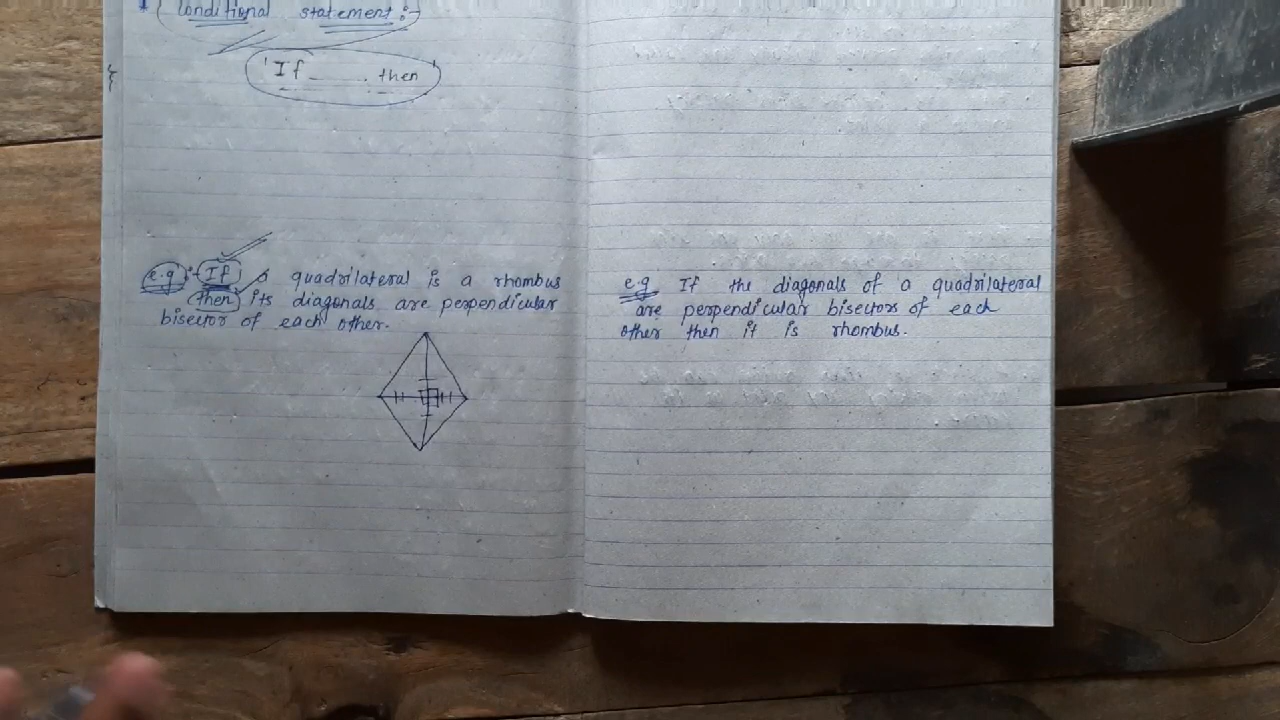 Conditional statement :-
'If ____ . then'
e.g :- If a quadrilateral is a rhombus
then its diagonals are perpendicular
bisector of each other.
e.g. If the diagonals of a quadrilateral
are perpendicular bisectors of each
other then it is rhombus.